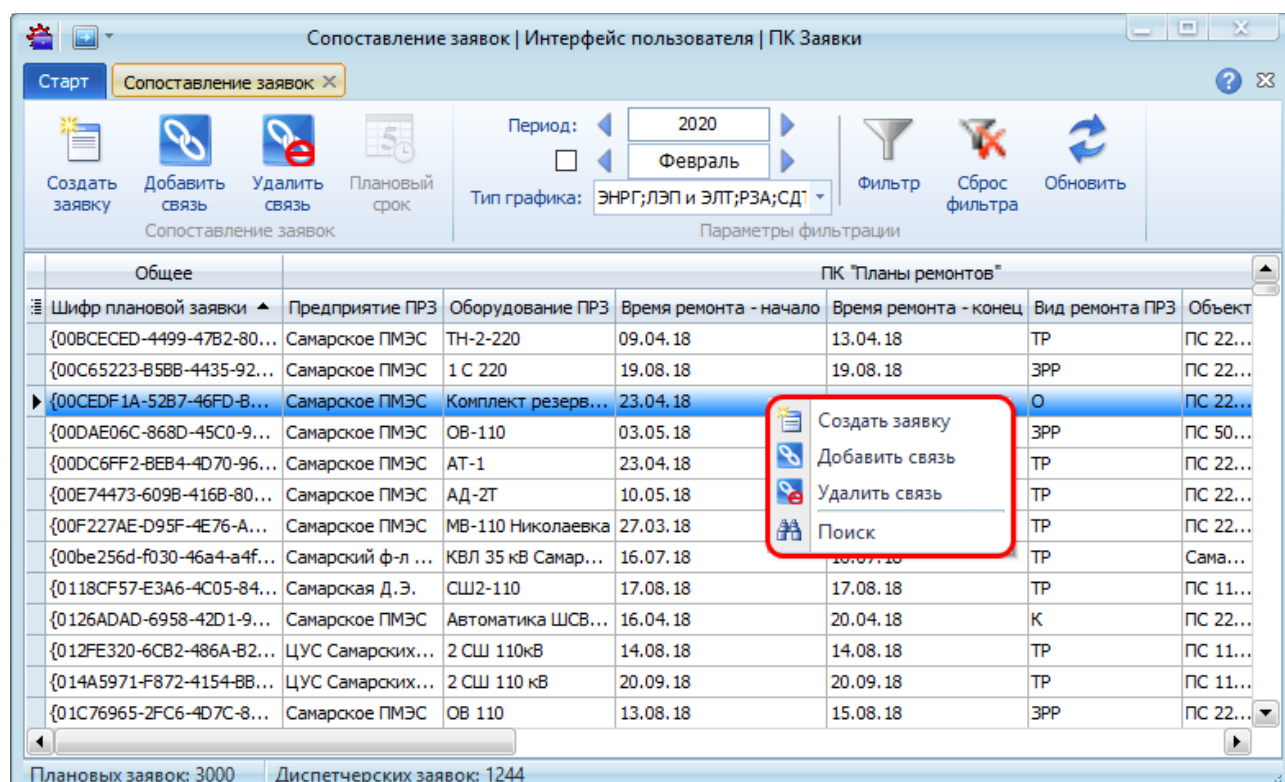 Сопоставление заявок | Интерфейс пользователя | ПК Заявки
Старт Сопоставление заявок
Создать заявку Добавить связь Удалить связь Плановый срок
Сопоставление заявок
Период: 2020
Февраль
Тип графика: ЭНРГ;ЛЭП и ЭЛТ;РЗА;СДТ
Фильтр Сброс фильтра Обновить
Параметры фильтрации
Общее ПК "Планы ремонтов"
Шифр плановой заявки Предприятие ПРЗ Оборудование ПРЗ Время ремонта - начало Время ремонта - конец Вид ремонта ПРЗ Объект
{00BCECED-4499-47B2-80... Самарское ПМЭС ТН-2-220 09.04.18 13.04.18 ТР ПС 22...
{00C65223-B5BB-4435-92... Самарское ПМЭС 1 С 220 19.08.18 19.08.18 ЗРР ПС 22...
{00CEDF1A-52B7-46FD-B... Самарское ПМЭС Комплект резерв... 23.04.18 О ПС 22...
{00DAE06C-868D-45C0-9... Самарское ПМЭС ОВ-110 03.05.18 ЗРР ПС 50...
{00DC6FF2-BEB4-4D70-96... Самарское ПМЭС АТ-1 23.04.18 ТР ПС 22...
{00E74473-609B-416B-80... Самарское ПМЭС АД-2Т 10.05.18 ТР ПС 22...
{00F227AE-D95F-4E76-A... Самарское ПМЭС МВ-110 Николаевка 27.03.18 ТР ПС 22...
{00be256d-f030-46a4-a4f... Самарский ф-л ... КВЛ 35 кВ Самар... 16.07.18 ТР Сама...
{0118CF57-E3A6-4C05-84... Самарская Д.Э. СШ2-110 17.08.18 17.08.18 ТР ПС 11...
{0126ADAD-6958-42D1-9... Самарское ПМЭС Автоматика ШСВ... 16.04.18 20.04.18 К ПС 22...
{012FE320-6CB2-486A-B2... ЦУС Самарских... 2 СШ 110кВ 14.08.18 14.08.18 ТР ПС 11...
{014A5971-F872-4154-BB... ЦУС Самарских... 2 СШ 110 кВ 20.09.18 20.09.18 ТР ПС 11...
{01C76965-2FC6-4D7C-8... Самарское ПМЭС ОВ 110 13.08.18 15.08.18 ЗРР ПС 22...
Создать заявку
Добавить связь
Удалить связь
Поиск
Плановых заявок: 3000 Диспетчерских заявок: 1244